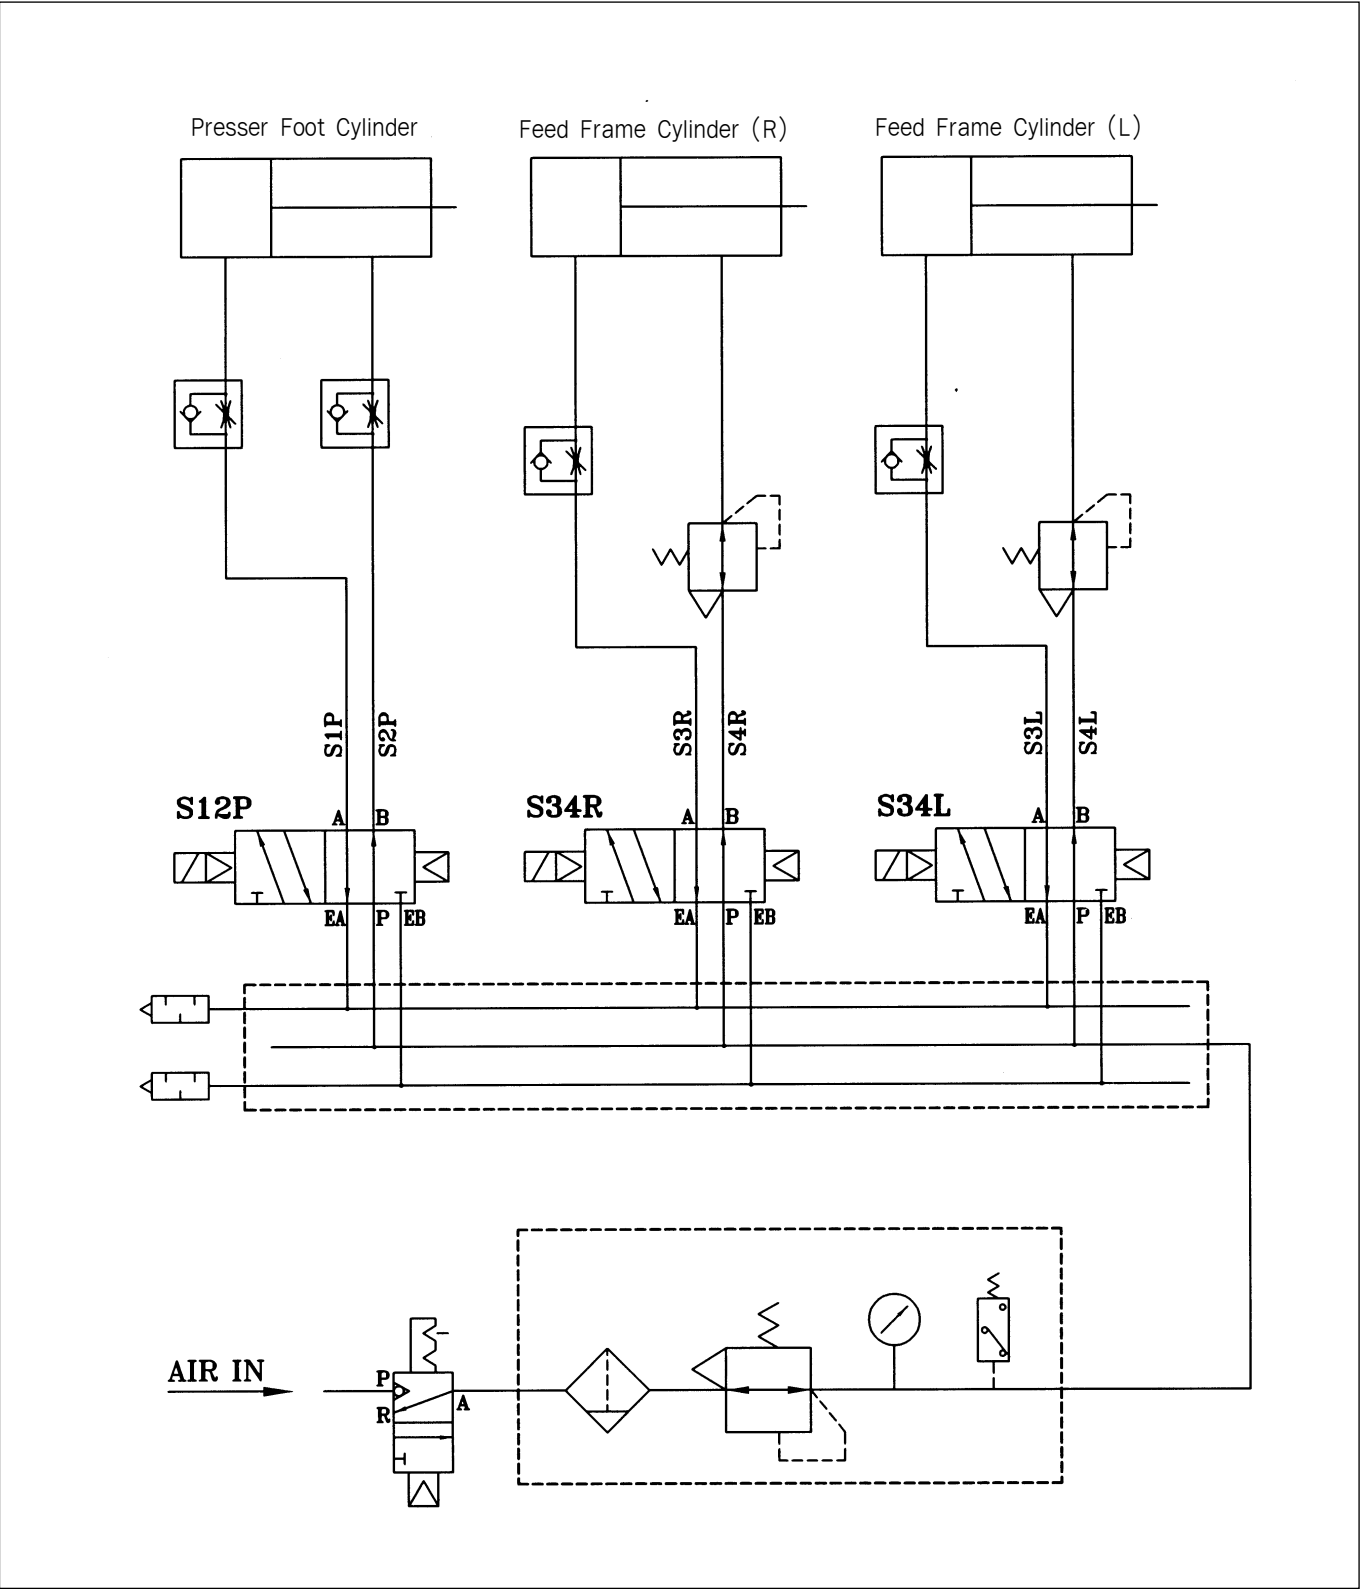 Presser Foot Cylinder
Feed Frame Cylinder (R)
Feed Frame Cylinder (L)
S1P
S2P
S3R
S4R
S3L
S4L
S12P
A
B
S34R
A
B
S34L
A
B
EA
P
EB
EA
P
EB
EA
P
EB
AIR IN
P
R
A